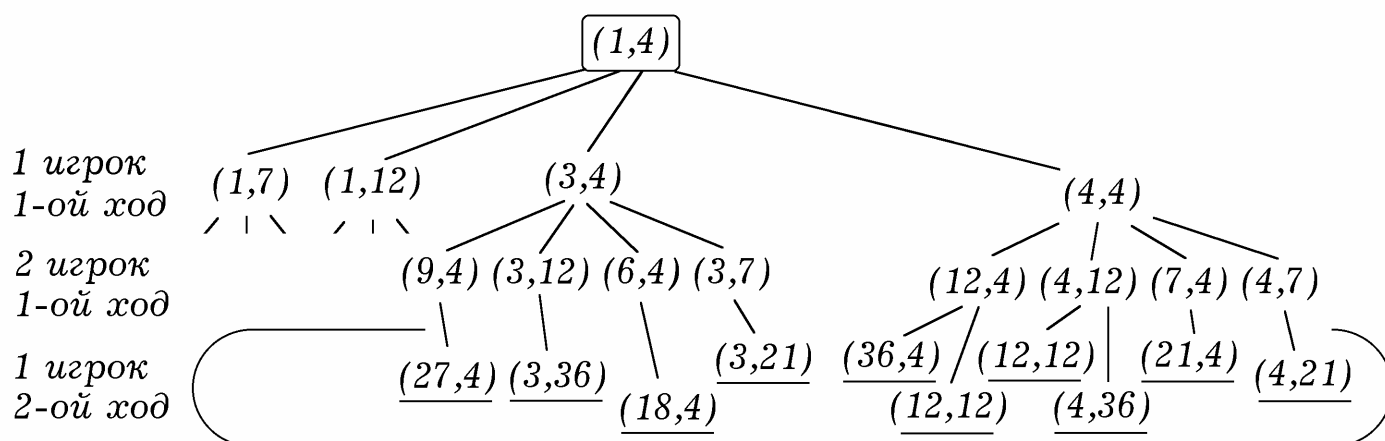 (1,4)
1 игрок
1-ой ход
(1,7) (1,12) (3,4) (4,4)
2 игрок
1-ой ход
(9,4) (3,12) (6,4) (3,7) (12,4) (4,12) (7,4) (4,7)
1 игрок
2-ой ход
(27,4) (3,36) (3,21) (36,4) (12,12) (21,4) (4,21)
(18,4) (12,12) (4,36)